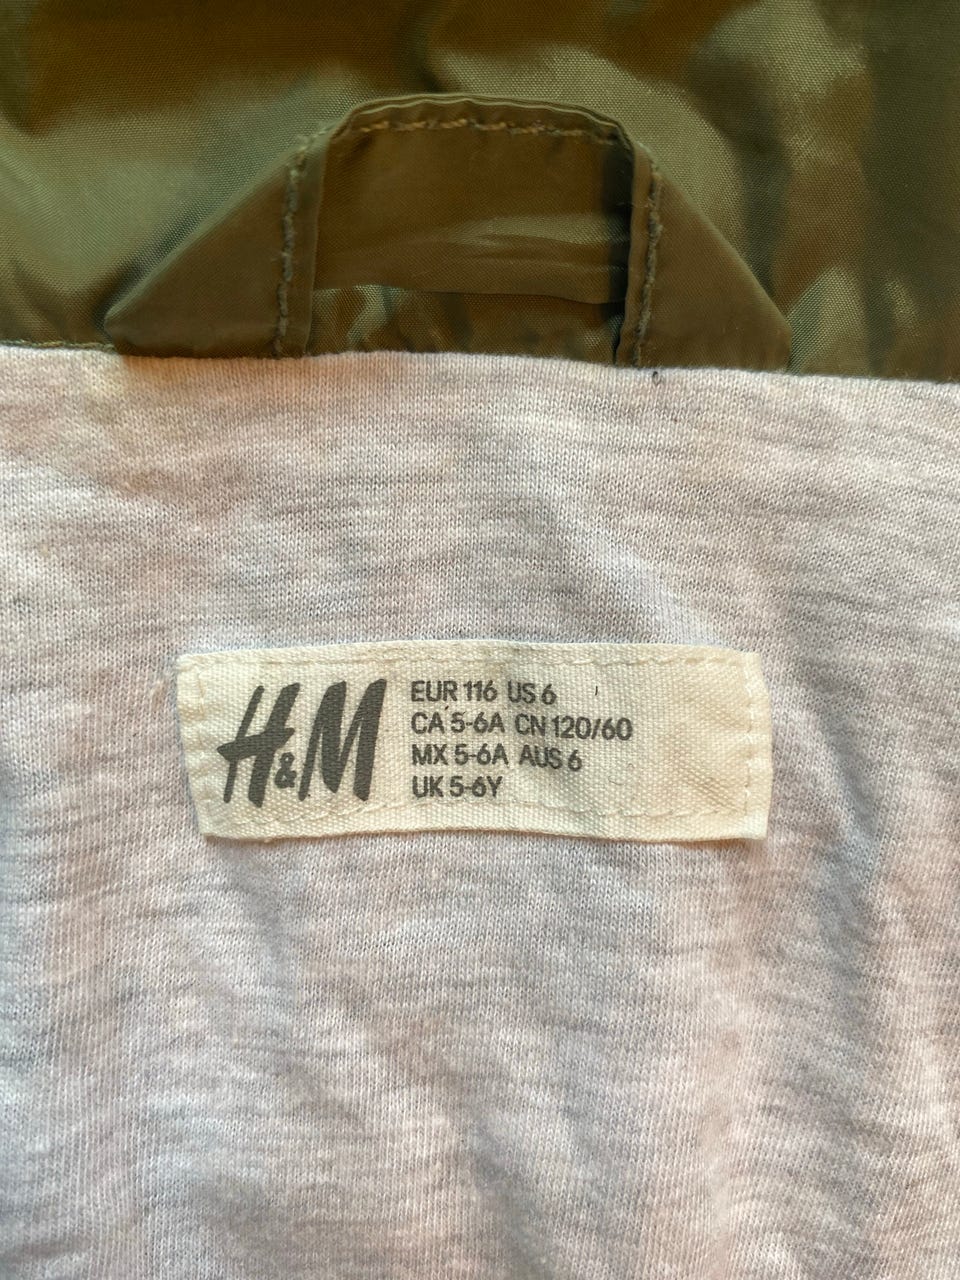 H&M
EUR 116 US 6
CA 5-6A CN 120/60
MX 5-6A AUS 6
UK 5-6Y